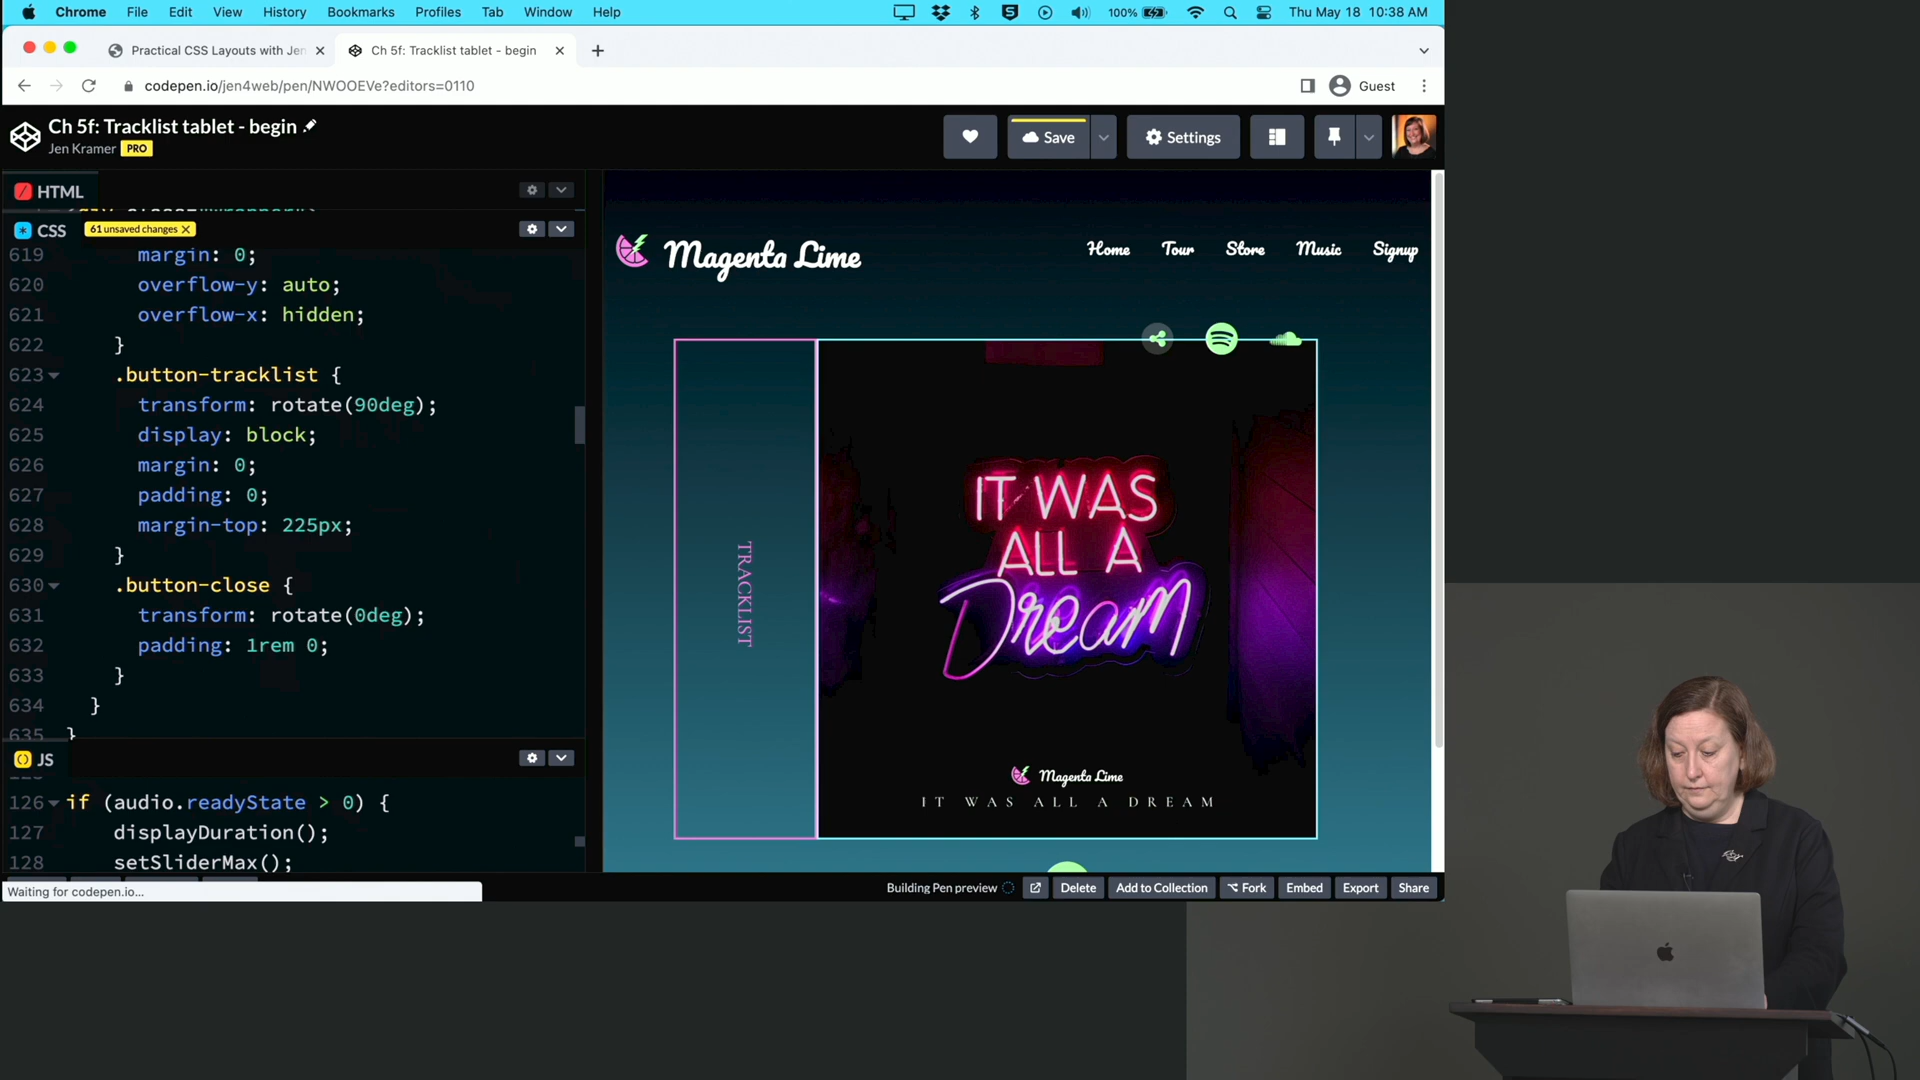 Chrome File Edit View History Bookmarks Profiles Tab Window Help 100% Thu May 18 10:38 AM
Practical CSS Layouts with Jen
Ch 5f: Tracklist tablet - begin
codepen.io/jen4web/pen/NWOOEVe?editors=0110
Guest
Ch 5f: Tracklist tablet - begin
Jen Kramer PRO
Save
Settings
HTML
CSS
61 unsaved changes
619 margin: 0;
620 overflow-y: auto;
621 overflow-x: hidden;
622 }
623 .button-tracklist {
624 transform: rotate(90deg);
625 display: block;
626 margin: 0;
627 padding: 0;
628 margin-top: 225px;
629 }
630 .button-close {
631 transform: rotate(0deg);
632 padding: 1rem 0;
633 }
634 }
635 }
JS
126 if (audio.readyState > 0) {
127 displayDuration();
128 setSliderMax();
Waiting for codepen.io...
Magenta Lime
Home Tour Store Music Signup
TRACKLIST
IT WAS
ALL A
Dream
Magenta Lime
IT WAS ALL A DREAM
Building Pen preview Delete Add to Collection Fork Embed Export Share